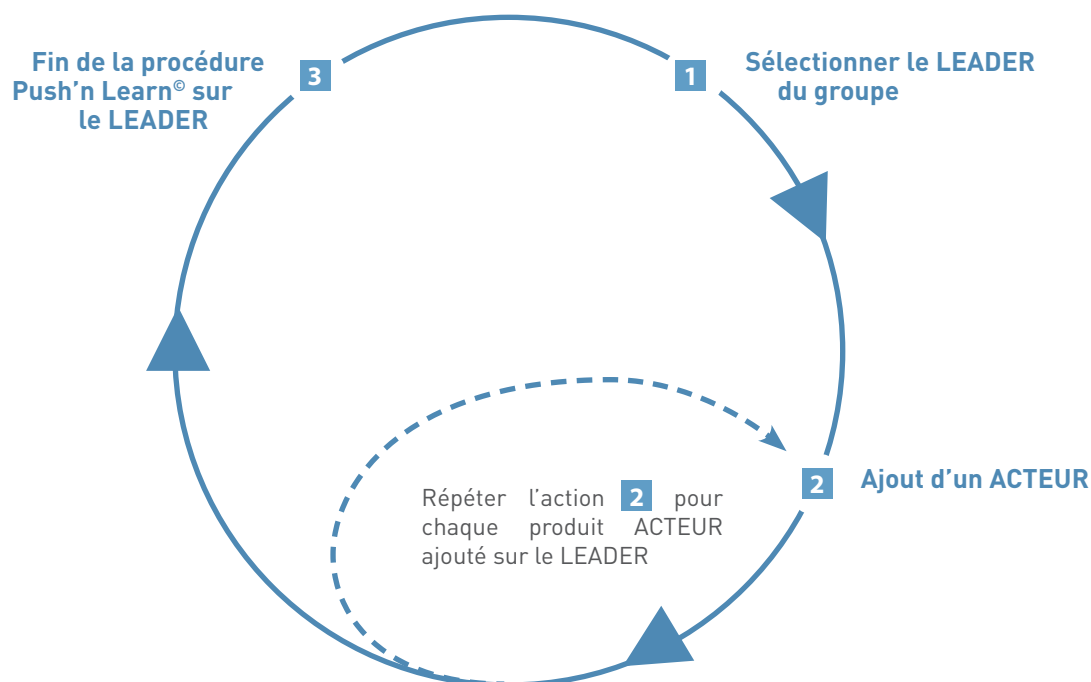 1
Sélectionner le LEADER
du groupe
2
Ajout d'un ACTEUR
Répéter l'action 2 pour
chaque produit ACTEUR
ajouté sur le LEADER
3
Fin de la procédure
Push'n Learn© sur
le LEADER